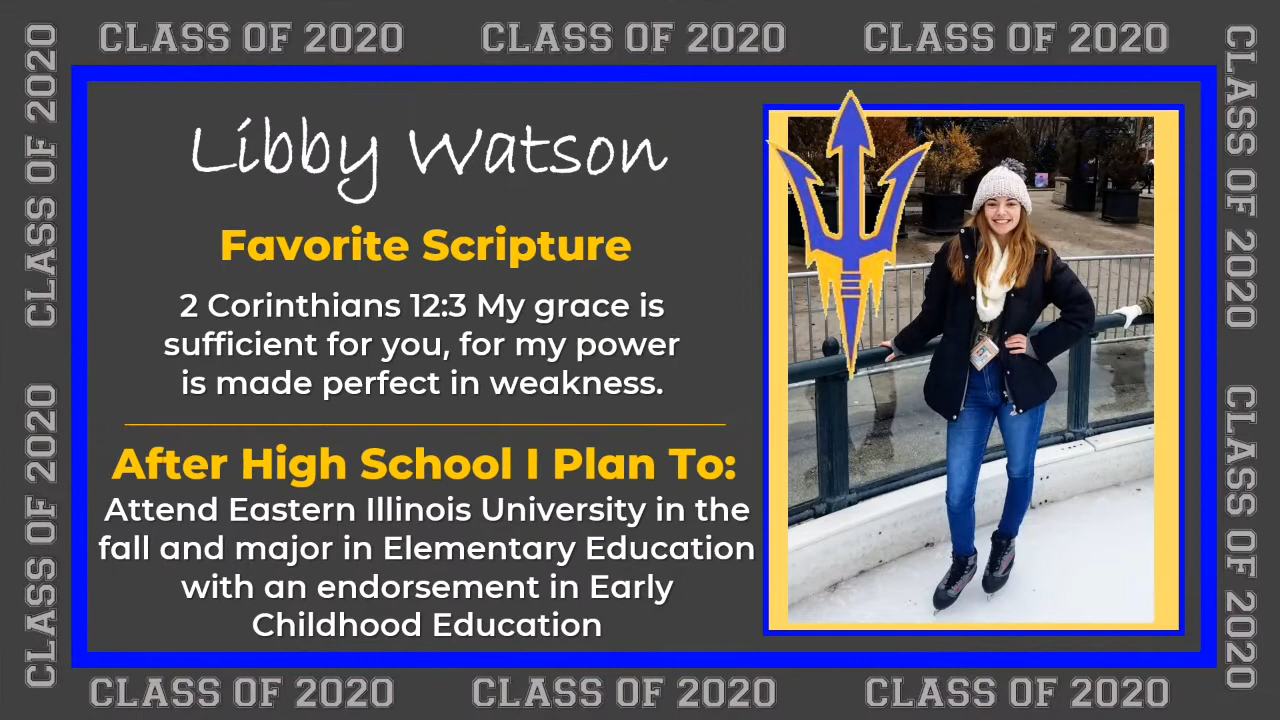 CLASS OF 2020 CLASS OF 2020 CLASS OF 2020
CLASS OF 2020
CLASS OF 2020
CLASS OF 2020
CLASS OF 2020
Libby Watson
Favorite Scripture
2 Corinthians 12:3 My grace is
sufficient for you, for my power
is made perfect in weakness.
After High School I Plan To:
Attend Eastern Illinois University in the
fall and major in Elementary Education
with an endorsement in Early
Childhood Education
CLASS OF 2020 CLASS OF 2020 CLASS OF 2020